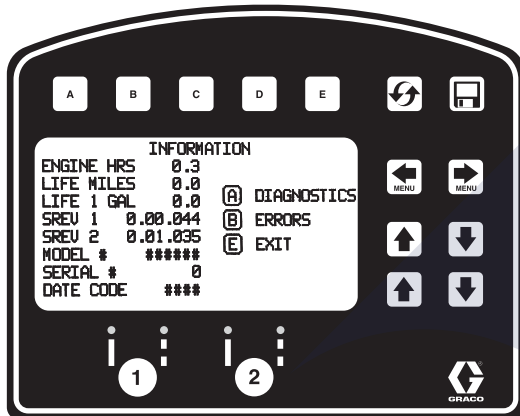 A B C D E
INFORMATION
ENGINE HRS 0.3
LIFE MILES 0.0
LIFE 1 GAL 0.0
SREV 1 0.00.044
SREV 2 0.01.035
MODEL # ######
SERIAL # 0
DATE CODE ####
A DIAGNOSTICS
B ERRORS
E EXIT
MENU MENU
1 2
GRACO